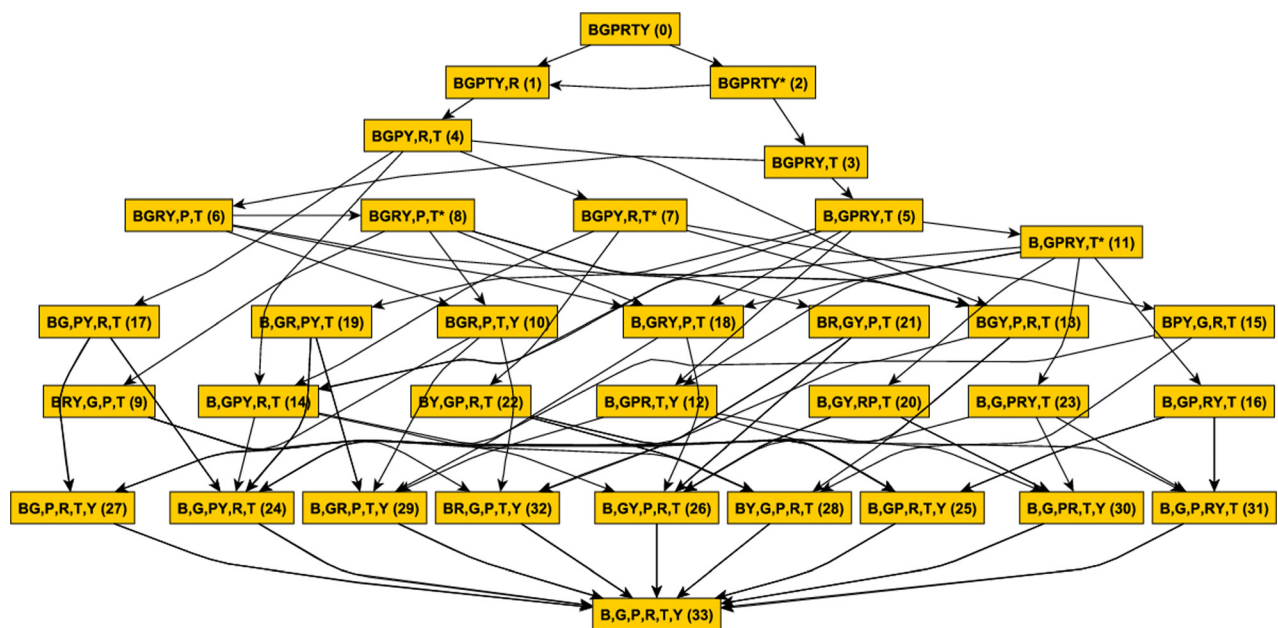 BGPRTY (0)
BGPTY,R (1)
BGPRTY* (2)
BGPY,R,T (4)
BGPRY,T (3)
BGRY,P,T (6)
BGRY,P,T* (8)
BGPY,R,T* (7)
B,GPRY,T (5)
B,GPRY,T* (11)
BG,PY,R,T (17)
B,GR,PY,T (19)
BGR,P,T,Y (10)
B,GRY,P,T (18)
BR,GY,P,T (21)
BGY,P,R,T (13)
BPY,G,R,T (15)
BRY,G,P,T (9)
B,GPY,R,T (14)
BY,GP,R,T (22)
B,GPR,T,Y (12)
B,GY,RP,T (20)
B,G,PRY,T (23)
B,GP,RY,T (16)
BG,P,R,T,Y (27)
B,G,PY,R,T (24)
B,GR,P,T,Y (29)
BR,G,P,T,Y (32)
B,GY,P,R,T (26)
BY,G,P,R,T (28)
B,GP,R,T,Y (25)
B,G,PR,T,Y (30)
B,G,P,RY,T (31)
B,G,P,R,T,Y (33)